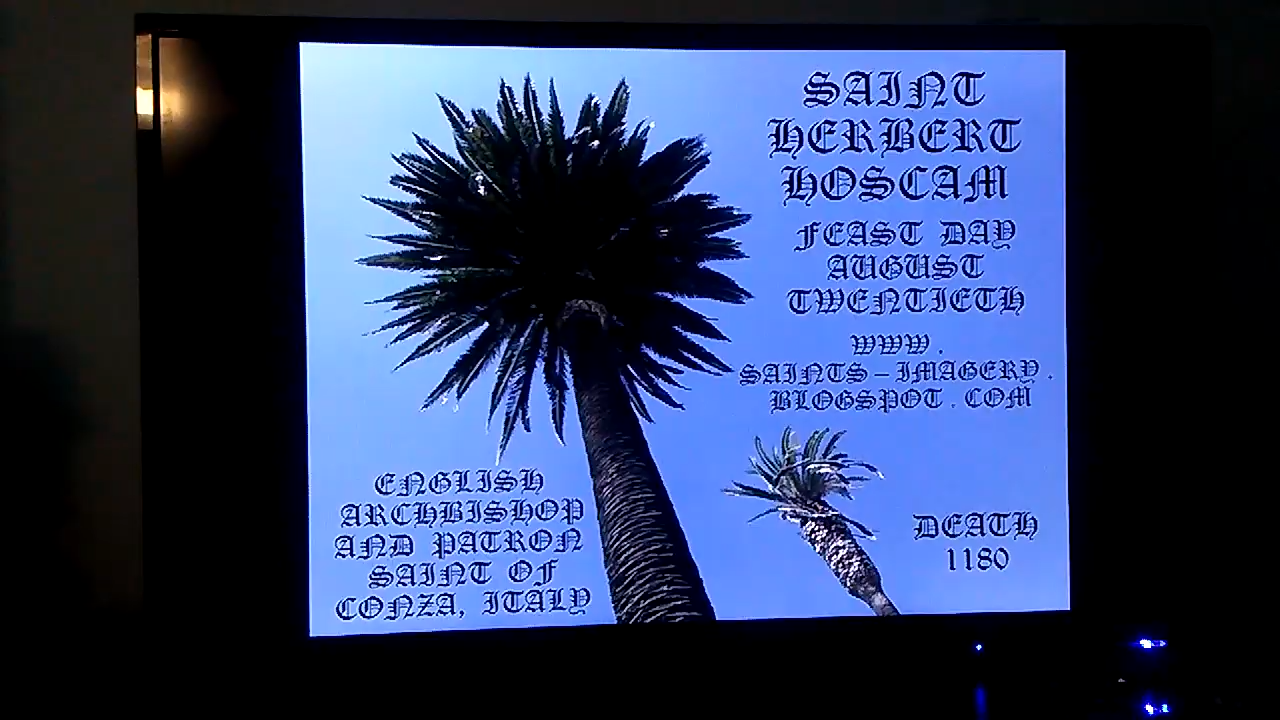 SAINT
HERBERT
HOSCAM
FEAST DAY
AUGUST
TWENTIETH
WWW.
SAINTS-IMAGERY.
BLOGSPOT.COM
ENGLISH
ARCHBISHOP
AND PATRON
SAINT OF
CONZA, ITALY
DEATH
1180